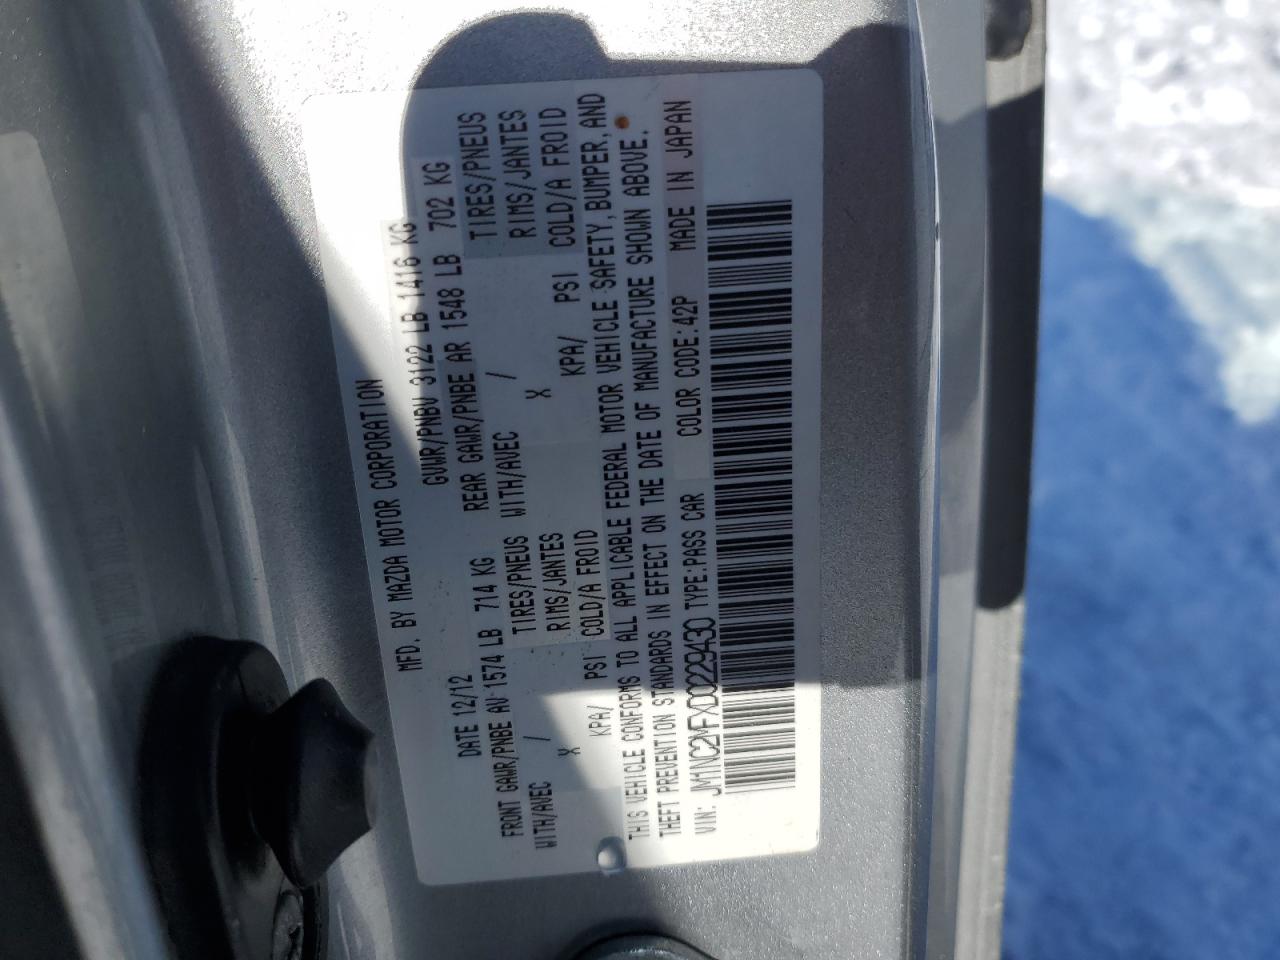 MFD. BY MAZDA MOTOR CORPORATION
DATE 12/12 GVWR/PNBV 3122 LB 1416 KG
FRONT GAWR/PNBE AV 1574 LB 714 KG REAR GAWR/PNBE AR 1548 LB 702 KG
WITH/AVEC / TIRES/PNEUS WITH/AVEC / TIRES/PNEUS
X RIMS/JANTES X RIMS/JANTES
KPA/ PSI COLD/A FROID KPA/ PSI COLD/A FROID
THIS VEHICLE CONFORMS TO ALL APPLICABLE FEDERAL MOTOR VEHICLE SAFETY, BUMPER, AND
THEFT PREVENTION STANDARDS IN EFFECT ON THE DATE OF MANUFACTURE SHOWN ABOVE.
VIN: JM1NC2MFXD0229430 TYPE:PASS CAR COLOR CODE:42P MADE IN JAPAN